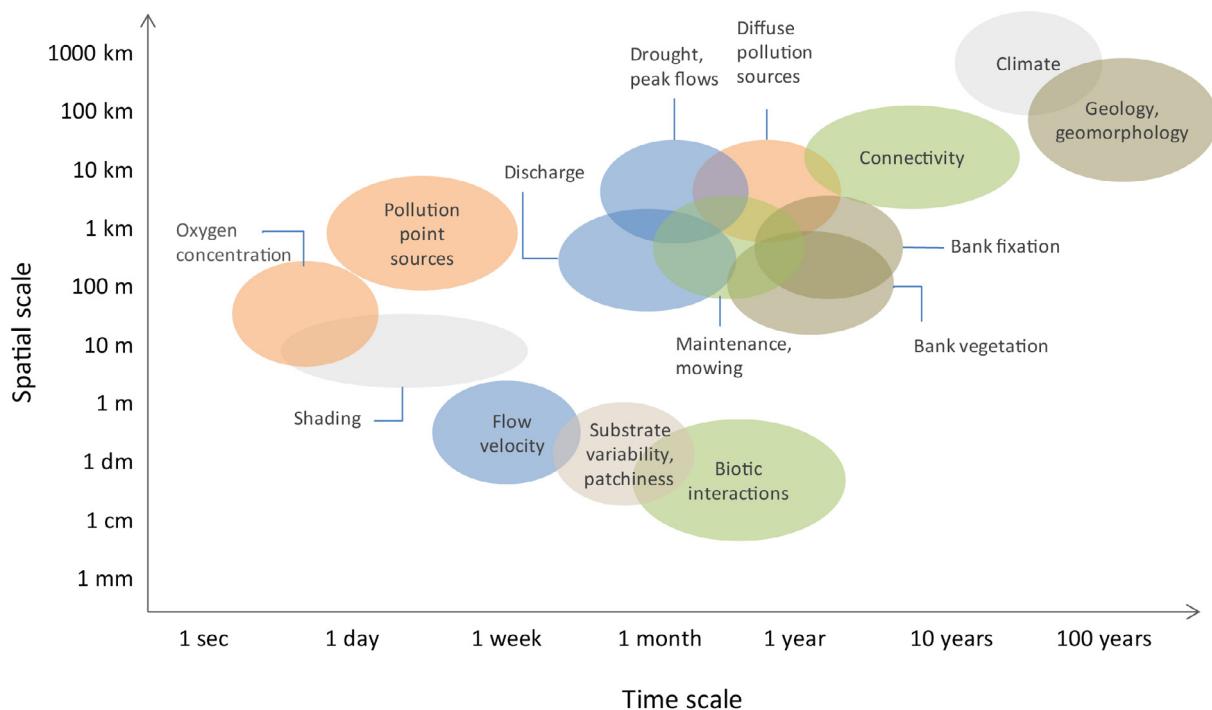 1000 km
100 km
10 km
1 km
100 m
10 m
1 m
1 dm
1 cm
1 mm
Spatial scale
Oxygen
concentration
Pollution
point
sources
Shading
Discharge
Drought,
peak flows
Diffuse
pollution
sources
Climate
Geology,
geomorphology
Connectivity
Bank fixation
Bank vegetation
Maintenance,
mowing
Flow
velocity
Substrate
variability,
patchiness
Biotic
interactions
1 sec
1 day
1 week
1 month
1 year
10 years
100 years
Time scale